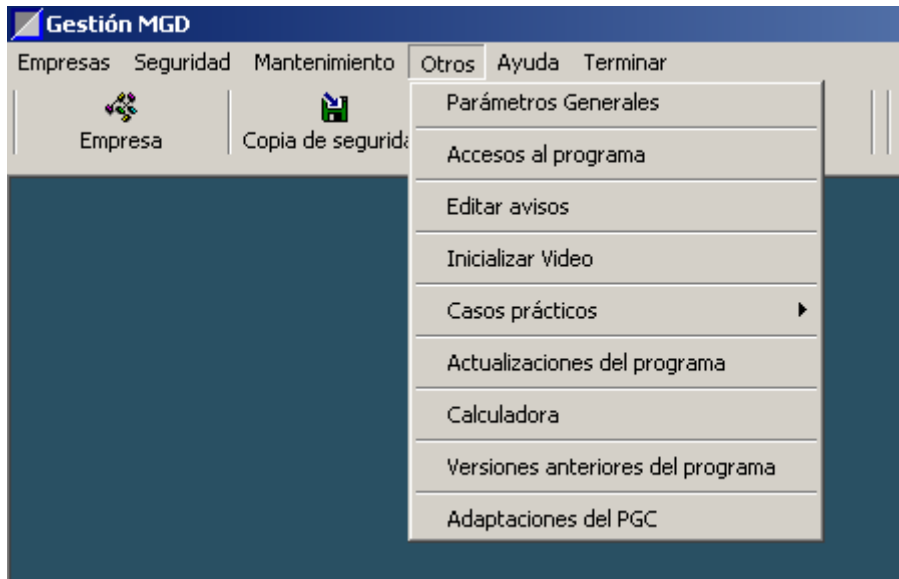 Gestión MGD
Empresas Seguridad Mantenimiento Otros Ayuda Terminar
Empresa
Copia de segurida
Parámetros Generales
Accesos al programa
Editar avisos
Inicializar Video
Casos prácticos
Actualizaciones del programa
Calculadora
Versiones anteriores del programa
Adaptaciones del PGC